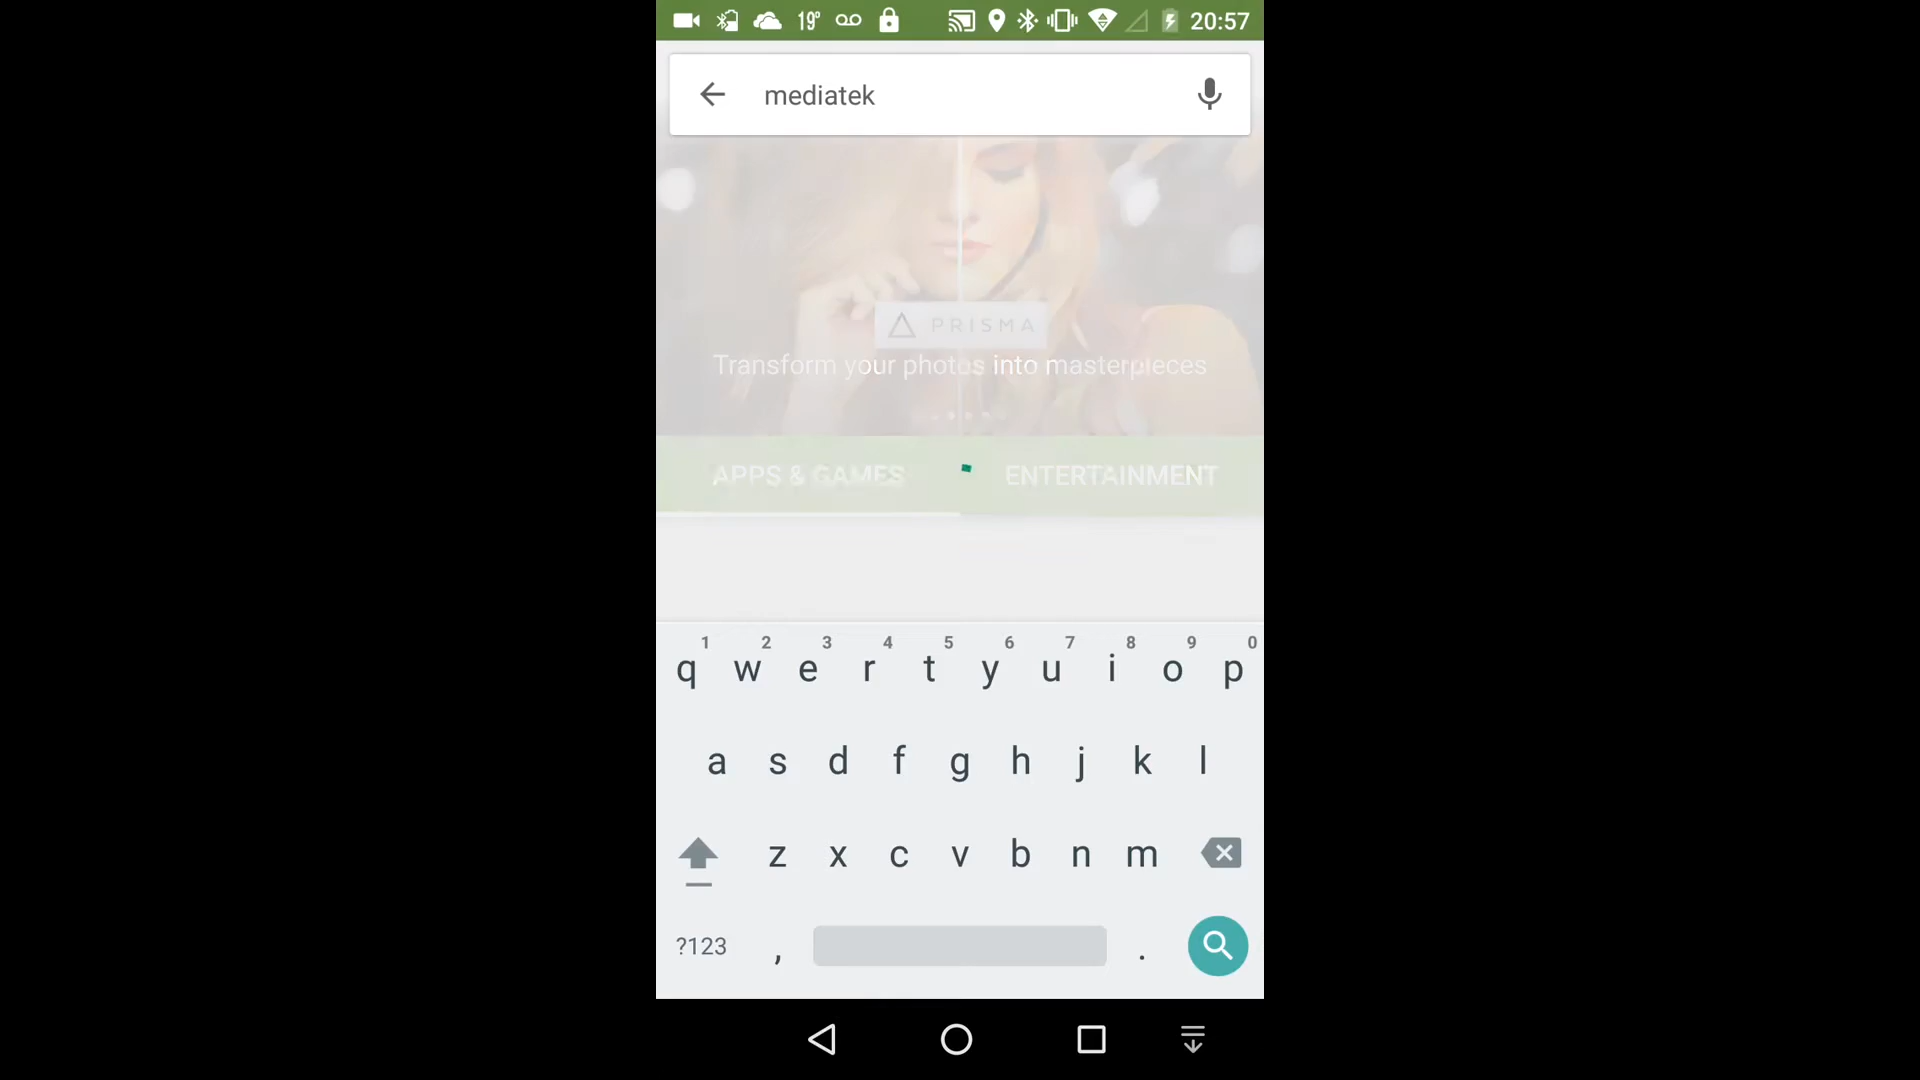 19° 20:57
mediatek
PRISMA
Transform your photos into masterpieces
APPS & GAMES ENTERTAINMENT
1 2 3 4 5 6 7 8 9 0
q w e r t y u i o p
a s d f g h j k l
z x c v b n m
?123 , .